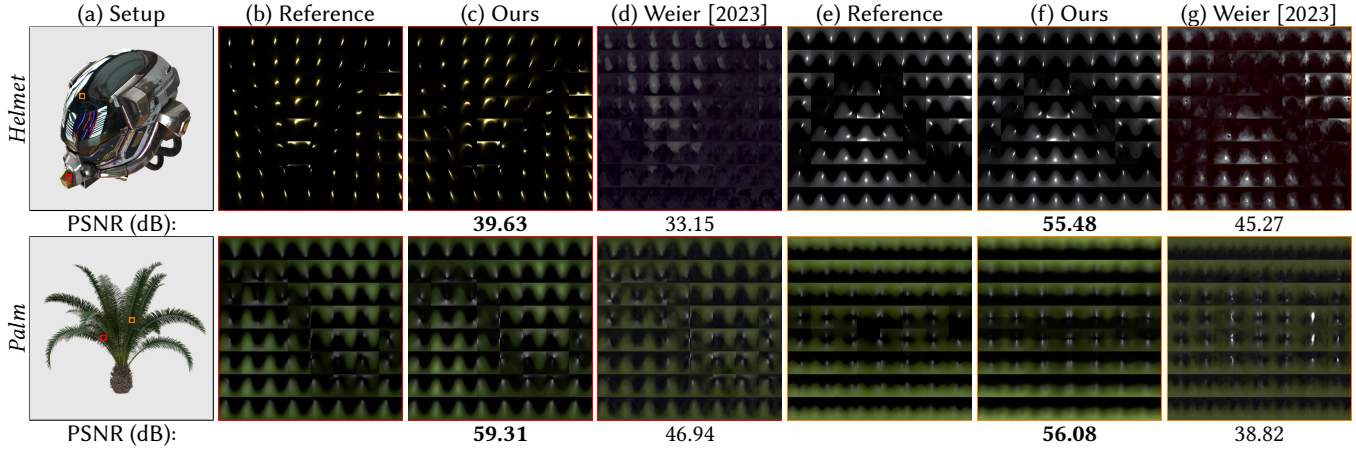 (a) Setup (b) Reference (c) Ours (d) Weier [2023] (e) Reference (f) Ours (g) Weier [2023]
Helmet
PSNR (dB): 39.63 33.15 55.48 45.27
Palm
PSNR (dB): 59.31 46.94 56.08 38.82